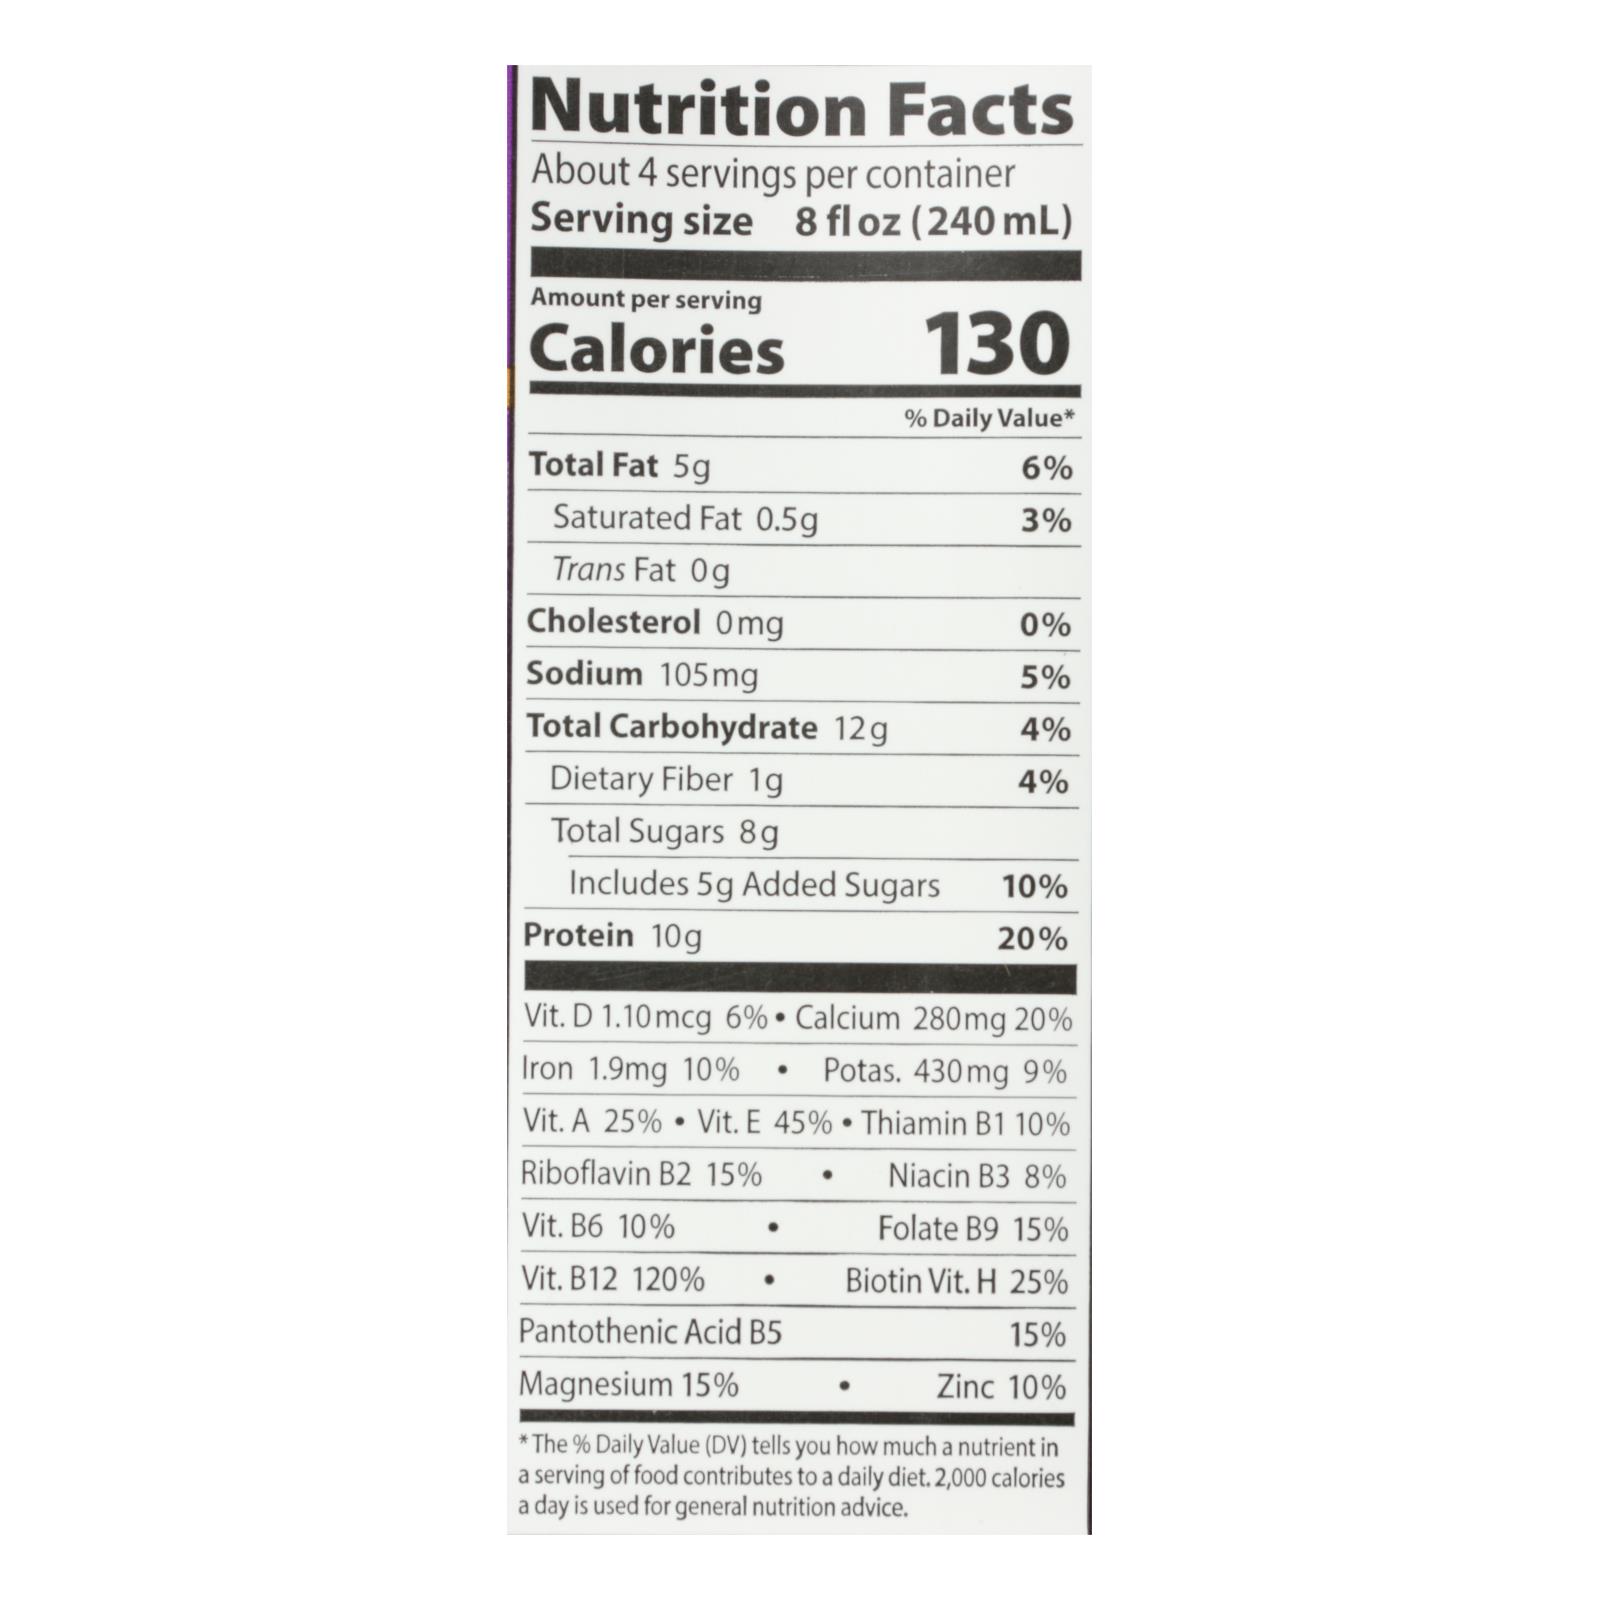 Nutrition Facts
About 4 servings per container
Serving size 8 fl oz (240 mL)
Amount per serving
Calories 130
% Daily Value*
Total Fat 5g 6%
Saturated Fat 0.5g 3%
Trans Fat 0g
Cholesterol 0mg 0%
Sodium 105mg 5%
Total Carbohydrate 12g 4%
Dietary Fiber 1g 4%
Total Sugars 8g
Includes 5g Added Sugars 10%
Protein 10g 20%
Vit. D 1.10mcg 6% • Calcium 280mg 20%
Iron 1.9mg 10% • Potas. 430mg 9%
Vit. A 25% • Vit. E 45% • Thiamin B1 10%
Riboflavin B2 15% • Niacin B3 8%
Vit. B6 10% • Folate B9 15%
Vit. B12 120% • Biotin Vit. H 25%
Pantothenic Acid B5 15%
Magnesium 15% • Zinc 10%
* The % Daily Value (DV) tells you how much a nutrient in
a serving of food contributes to a daily diet. 2,000 calories
a day is used for general nutrition advice.